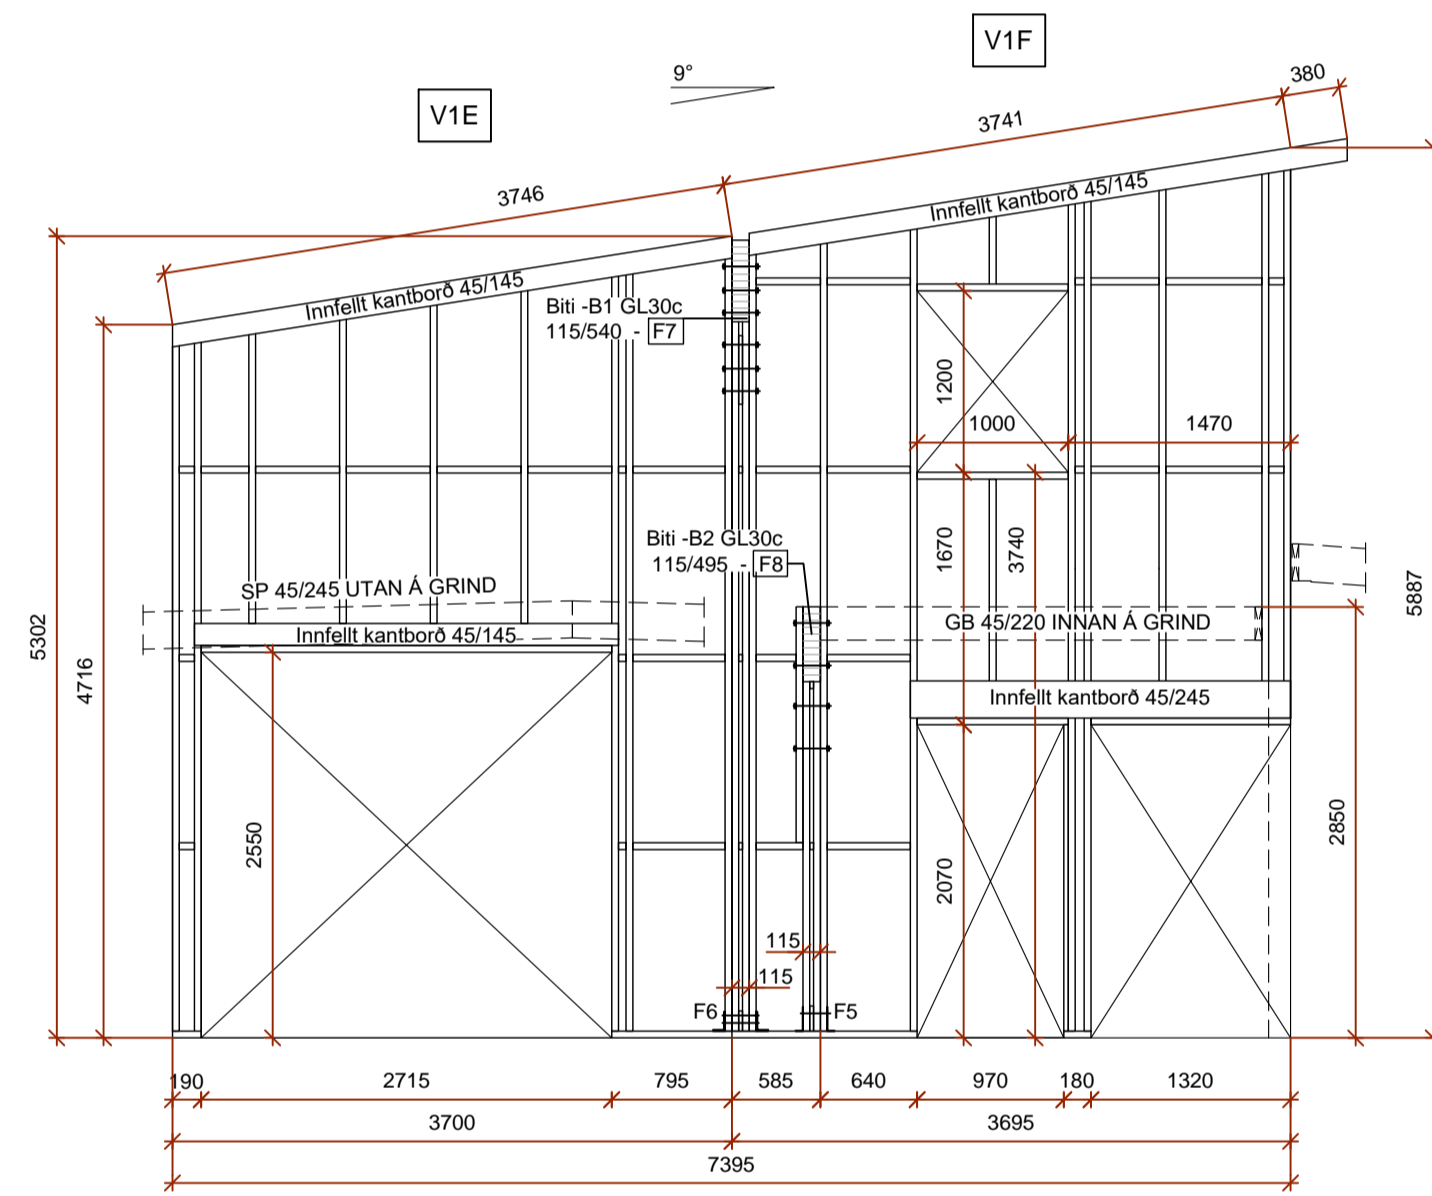 V1F
V1E
9°
380
3741
3746
Innfellt kantborð 45/145
Innfellt kantborð 45/145
Biti -B1 GL30c
115/540 - F7
1200
1000
1470
Biti -B2 GL30c
115/495 - F8
1670
3740
SP 45/245 UTAN Á GRIND
Innfellt kantborð 45/145
GB 45/220 INNAN Á GRIND
Innfellt kantborð 45/245
5302
4716
5887
2550
2070
2850
115
115
F6
F5
190
2715
795
585
640
970
180
1320
3700
3695
7395